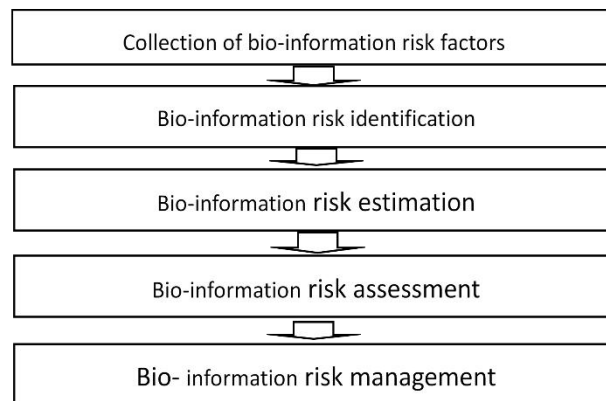 Collection of bio-information risk factors
Bio-information risk identification
Bio-information risk estimation
Bio-information risk assessment
Bio- information risk management